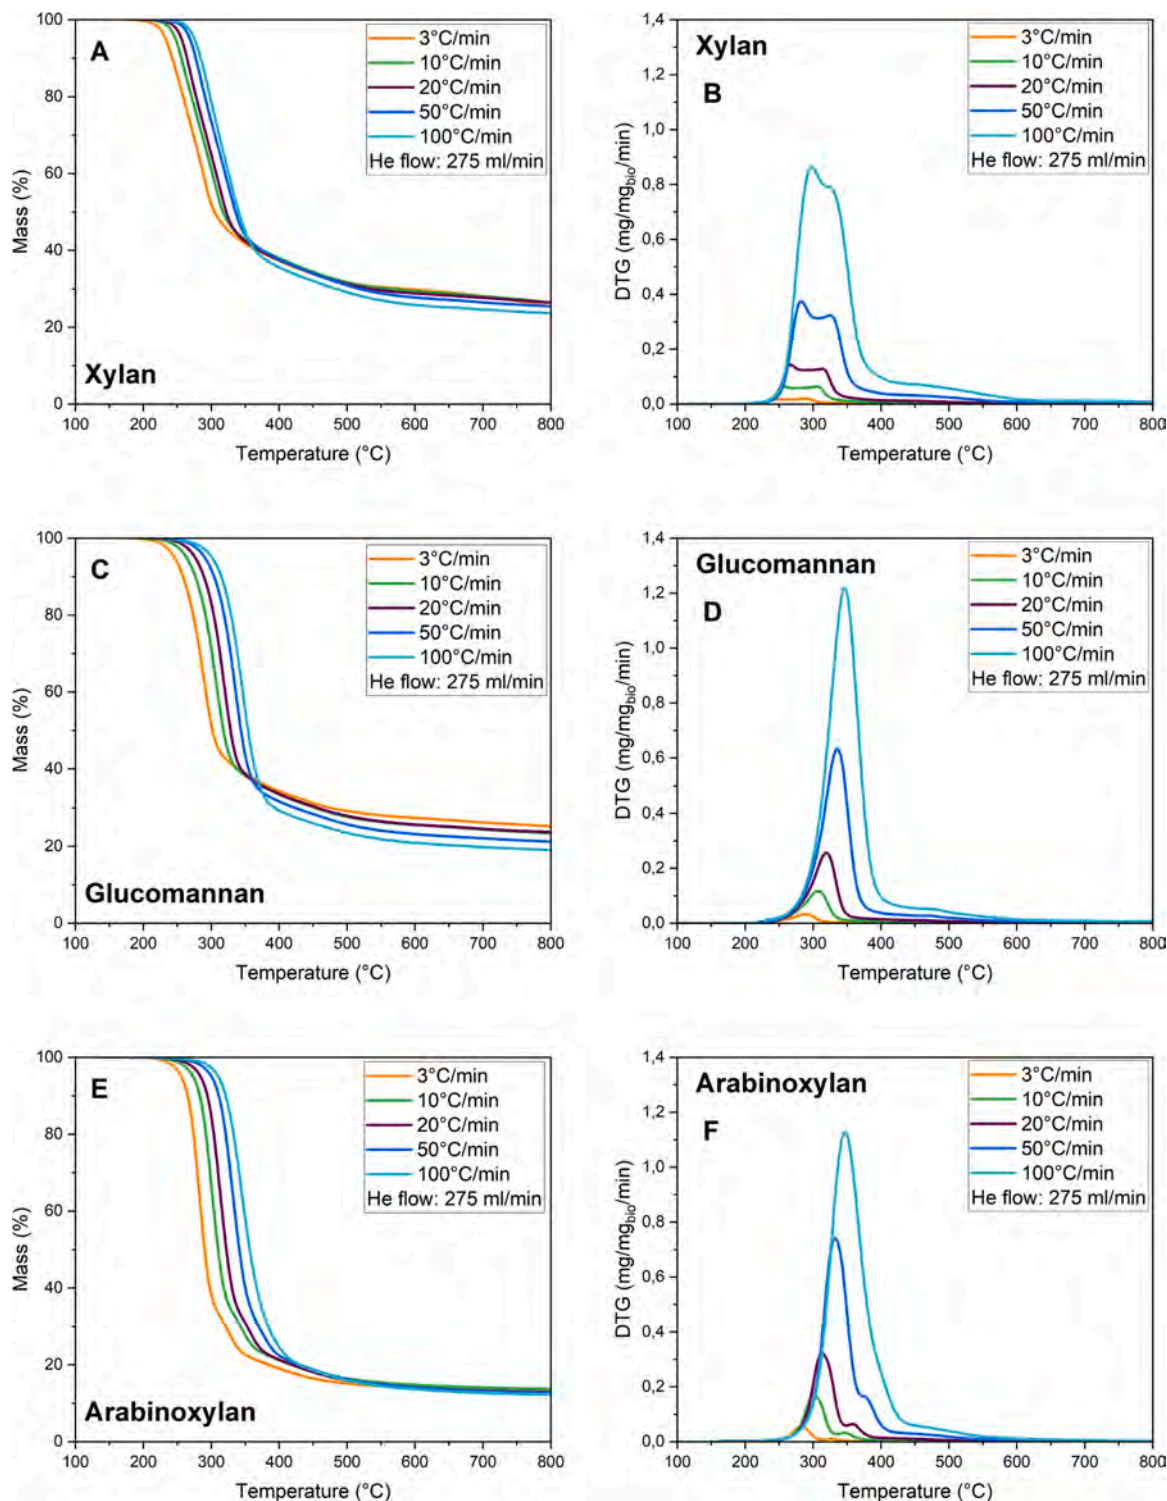 A
3°C/min
10°C/min
20°C/min
50°C/min
100°C/min
He flow: 275 ml/min
Xylan
Mass (%)
100
80
60
40
20
0
100 200 300 400 500 600 700 800
Temperature (°C)
Xylan
B
3°C/min
10°C/min
20°C/min
50°C/min
100°C/min
He flow: 275 ml/min
DTG (mg/mg_bio/min)
1,4
1,2
1,0
0,8
0,6
0,4
0,2
0,0
100 200 300 400 500 600 700 800
Temperature (°C)
C
3°C/min
10°C/min
20°C/min
50°C/min
100°C/min
He flow: 275 ml/min
Glucomannan
Mass (%)
100
80
60
40
20
0
100 200 300 400 500 600 700 800
Temperature (°C)
Glucomannan
D
3°C/min
10°C/min
20°C/min
50°C/min
100°C/min
He flow: 275 ml/min
DTG (mg/mg_bio/min)
1,4
1,2
1,0
0,8
0,6
0,4
0,2
0,0
100 200 300 400 500 600 700 800
Temperature (°C)
E
3°C/min
10°C/min
20°C/min
50°C/min
100°C/min
He flow: 275 ml/min
Arabinoxylan
Mass (%)
100
80
60
40
20
0
100 200 300 400 500 600 700 800
Temperature (°C)
Arabinoxylan
F
3°C/min
10°C/min
20°C/min
50°C/min
100°C/min
He flow: 275 ml/min
DTG (mg/mg_bio/min)
1,4
1,2
1,0
0,8
0,6
0,4
0,2
0,0
100 200 300 400 500 600 700 800
Temperature (°C)